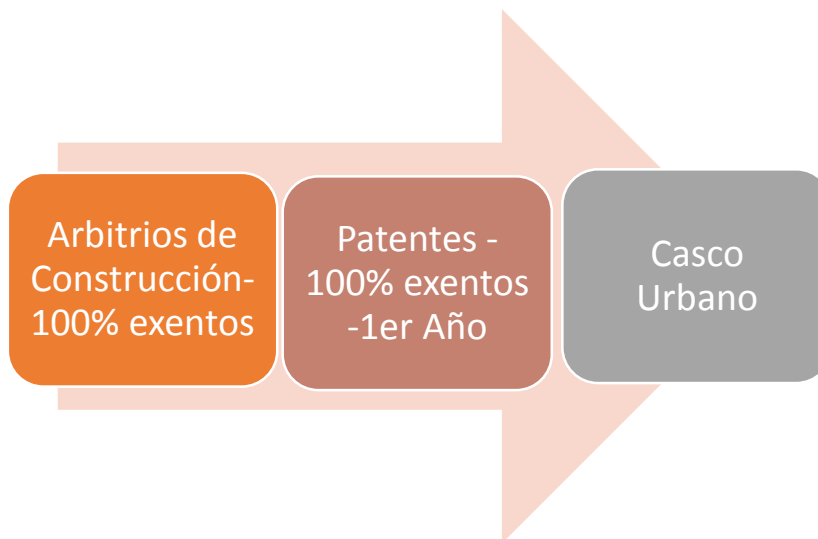 Arbitrios de
Construcción-
100% exentos
Patentes -
100% exentos
-1er Año
Casco
Urbano